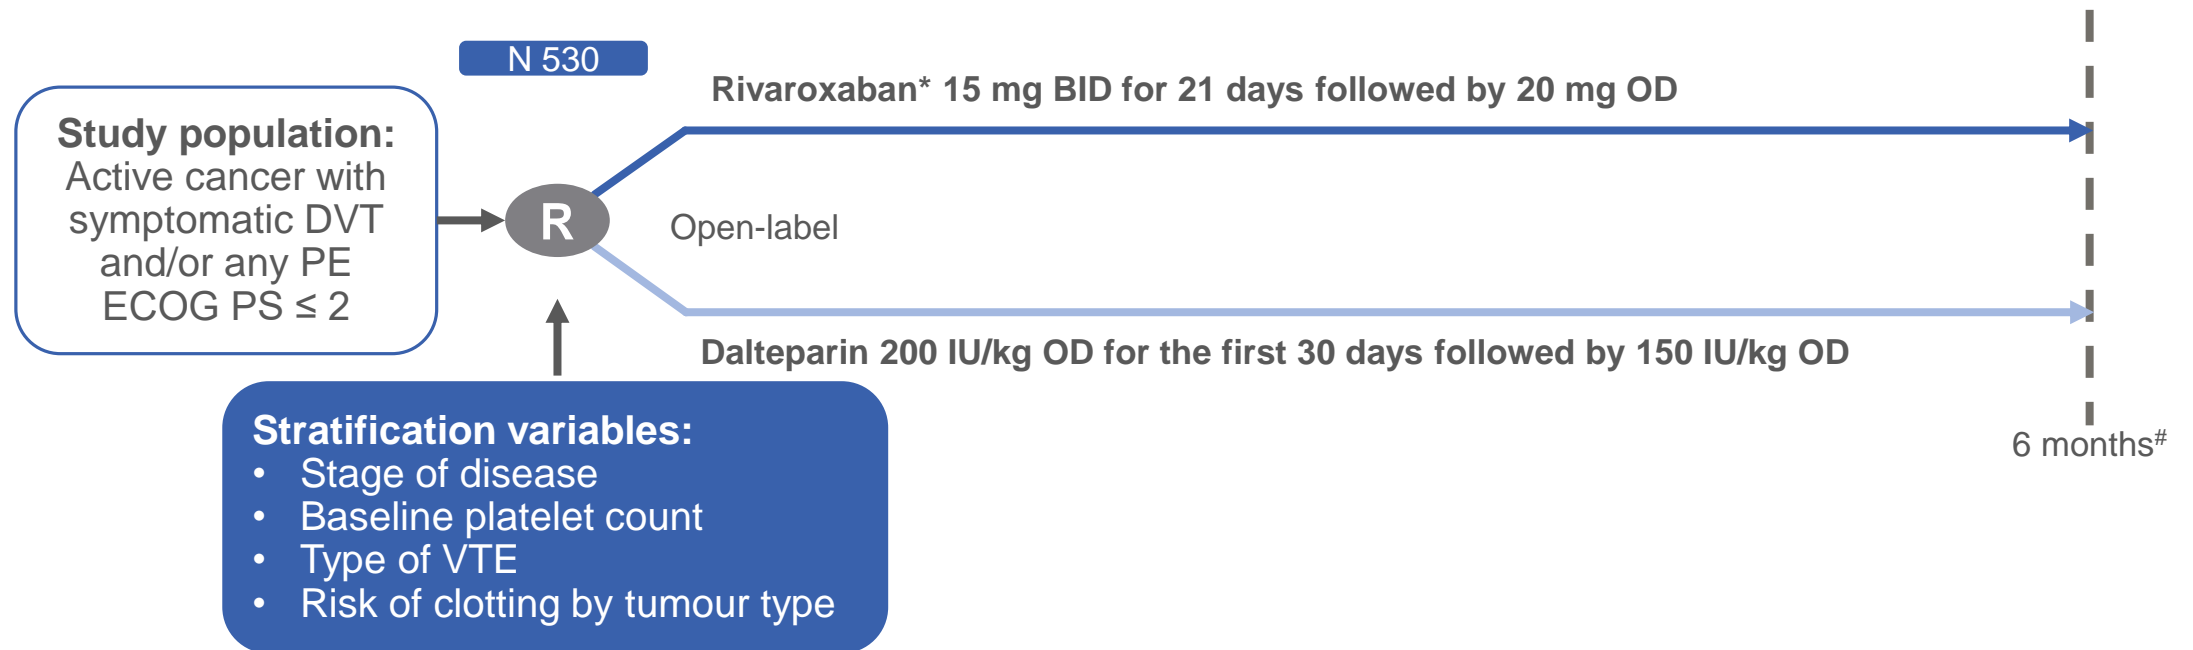 N 530
Rivaroxaban* 15 mg BID for 21 days followed by 20 mg OD
Study population:
Active cancer with
symptomatic DVT
and/or any PE
ECOG PS ≤ 2
R
Open-label
Dalteparin 200 IU/kg OD for the first 30 days followed by 150 IU/kg OD
6 months#
Stratification variables:
• Stage of disease
• Baseline platelet count
• Type of VTE
• Risk of clotting by tumour type